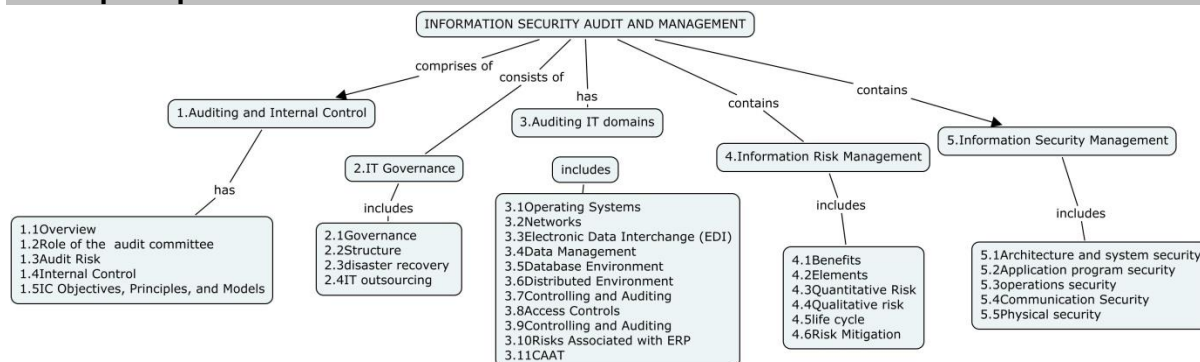 INFORMATION SECURITY AUDIT AND MANAGEMENT
comprises of
consists of
has
contains
contains
1.Auditing and Internal Control
2.IT Governance
3.Auditing IT domains
4.Information Risk Management
5.Information Security Management
has
includes
includes
includes
includes
1.1Overview
1.2Role of the audit committee
1.3Audit Risk
1.4Internal Control
1.5IC Objectives, Principles, and Models
2.1Governance
2.2Structure
2.3disaster recovery
2.4IT outsourcing
3.1Operating Systems
3.2Networks
3.3Electronic Data Interchange (EDI)
3.4Data Management
3.5Database Environment
3.6Distributed Environment
3.7Controlling and Auditing
3.8Access Controls
3.9Controlling and Auditing
3.10Risks Associated with ERP
3.11CAAT
4.1Benefits
4.2Elements
4.3Quantitative Risk
4.4Qualitative risk
4.5life cycle
4.6Risk Mitigation
5.1Architecture and system security
5.2Application program security
5.3operations security
5.4Communication Security
5.5Physical security